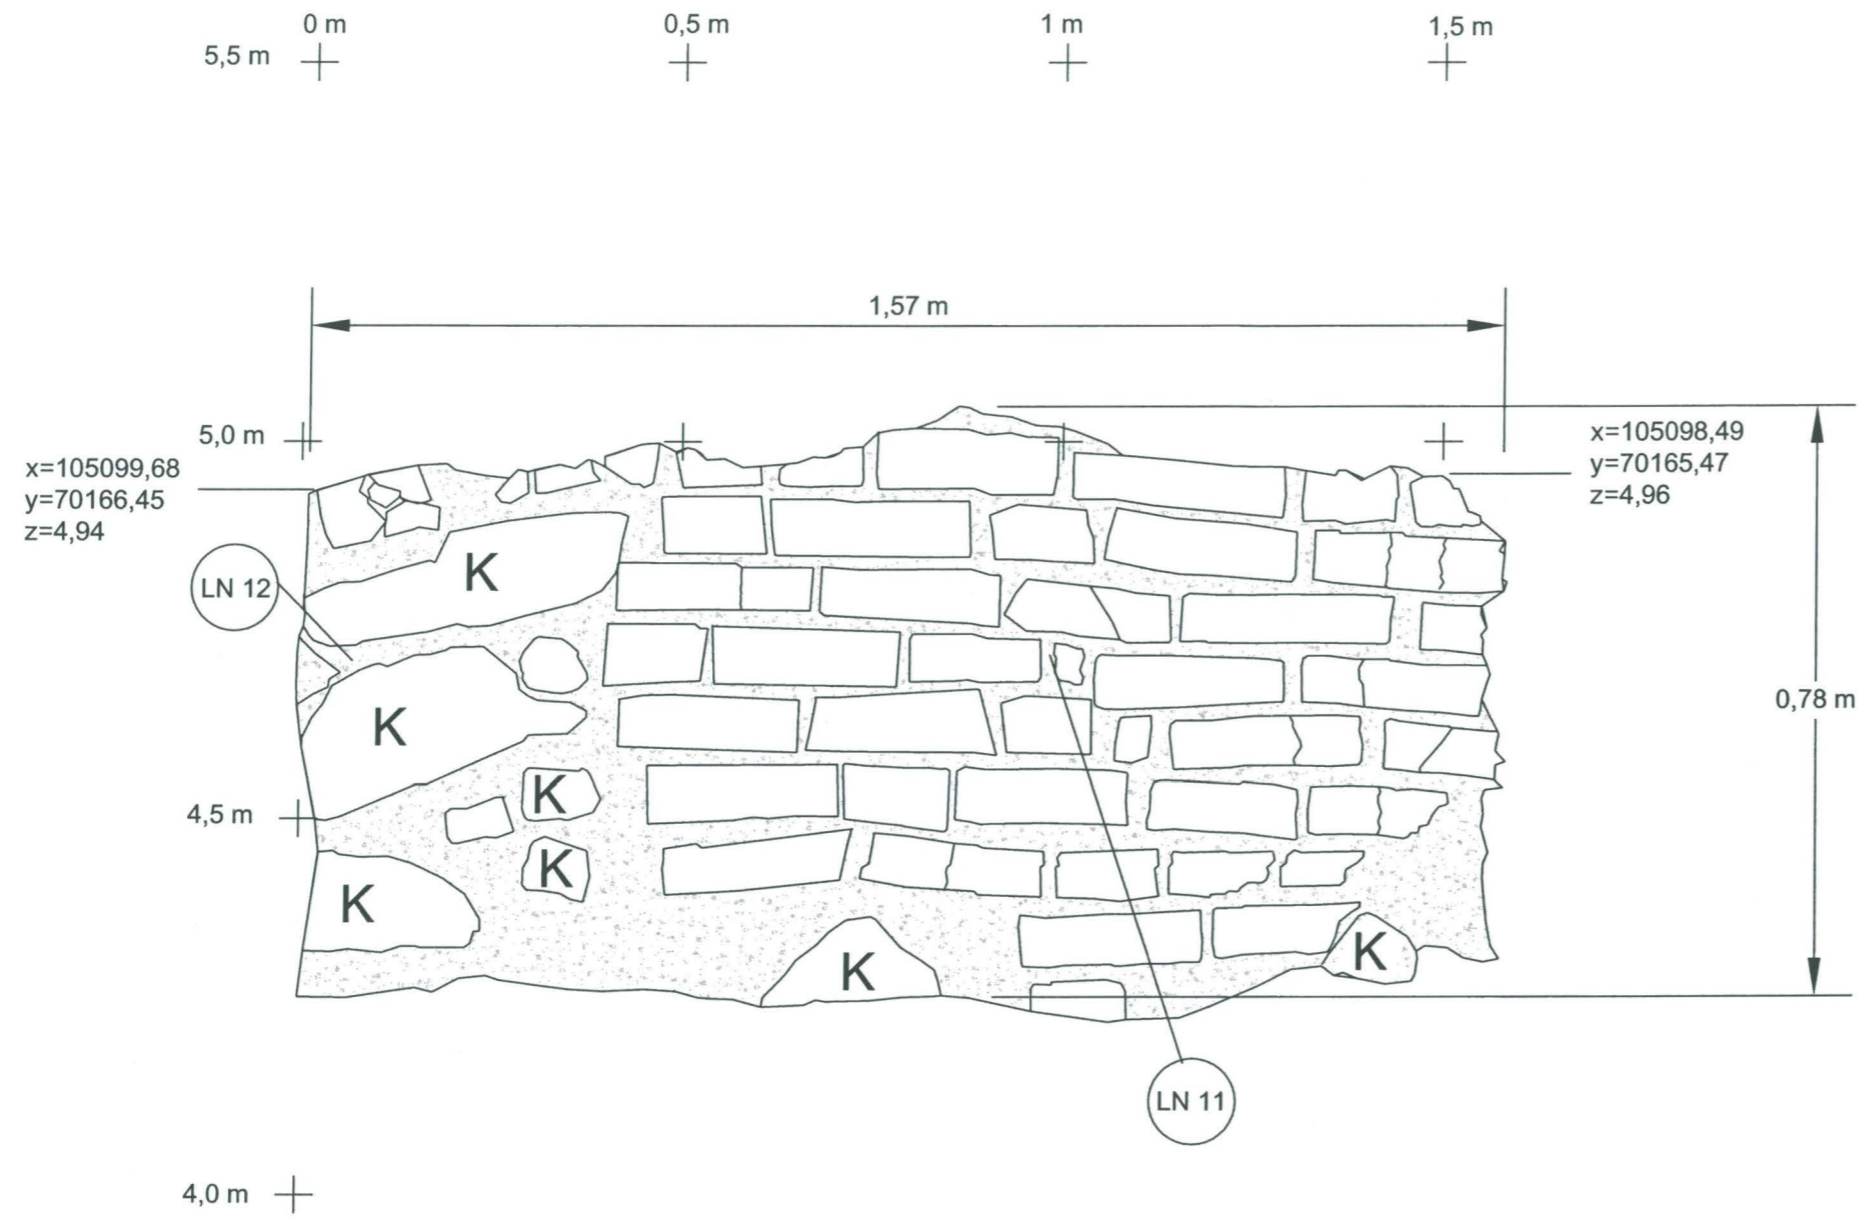 0 m
0,5 m
1 m
1,5 m
5,5 m
1,57 m
5,0 m
x=105099,68
y=70166,45
z=4,94
x=105098,49
y=70165,47
z=4,96
LN 12
K
K
0,78 m
K
4,5 m
K
K
K
K
LN 11
4,0 m